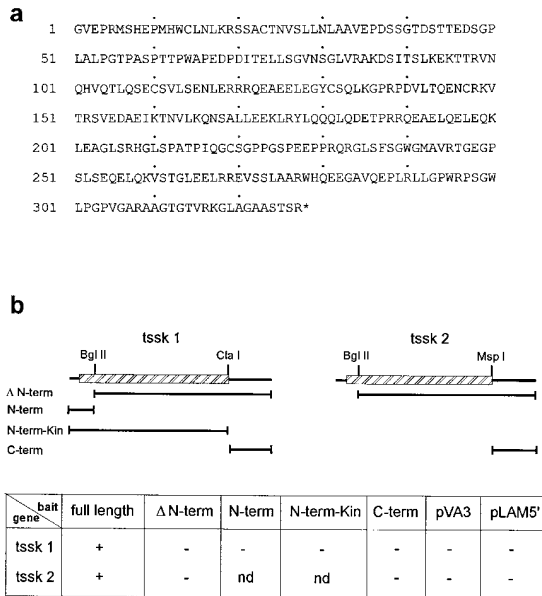 a
1 GVEPRMSHEPMHWCLNLKRSSACTNVSLLNLAAVEPDSSGTDSTTEDSGP
51 LALPGTPASPTTPWAPEDPDITELLSGVNSGLVRAKDSITSLKEKTTRVN
101 QHVQTLQSECSVLSENLERRRQEAEELEGYCSQLKGPRPDVLTQENCRKV
151 TRSVEDAEIKTNVLKQNSALLEEKLRYLQQQLQDETPRRQEAELQELEQK
201 LEAGLSRHGLSPATPIQGCSGPPGSPEEPPRQRGLSFSGWGMAVRTGEGP
251 SLSEQELQKVSTGLEELRREVSSLAARWHQEEGAVQEPLRLLGPWRPSGW
301 LPGPVGARAAGTGTVRKGLAGAASTSR*
b
tssk 1 tssk 2
Bgl II Cla I Bgl II Msp I
Δ N-term
N-term
N-term-Kin
C-term
gene bait full length Δ N-term N-term N-term-Kin C-term pVA3 pLAM5'
tssk 1 + - - - - - -
tssk 2 + - nd nd - - -